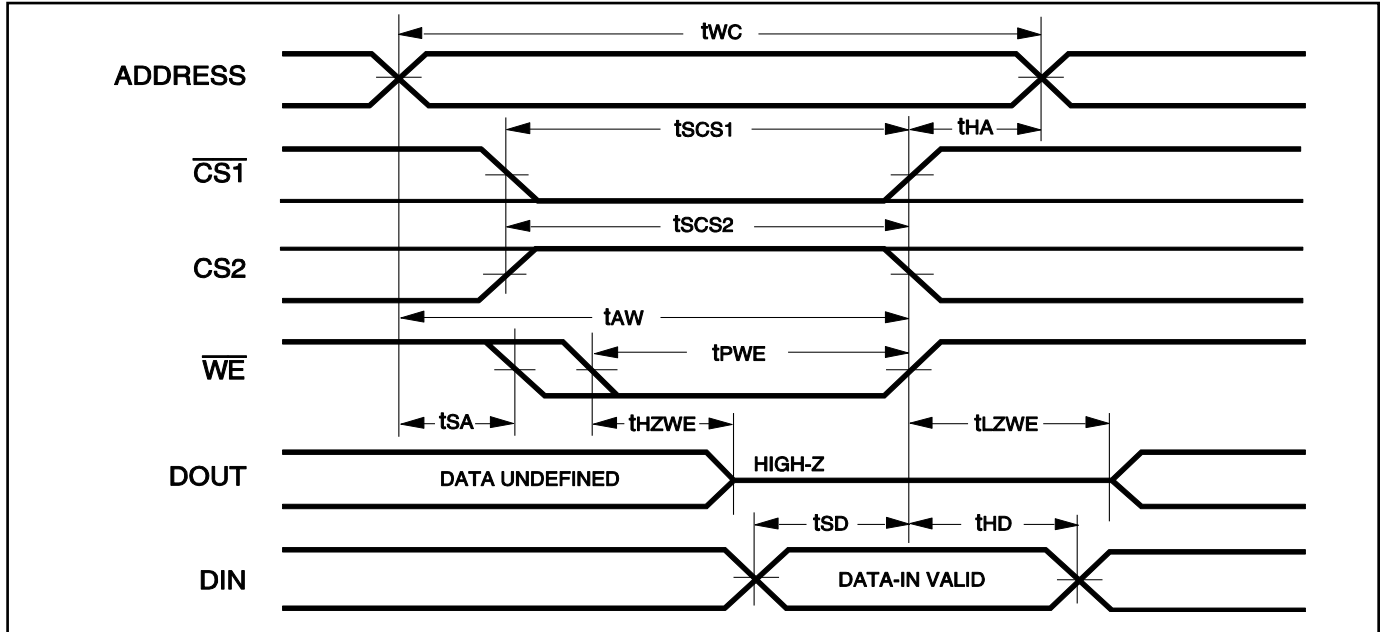 tWC
ADDRESS
tSCS1
tHA
CS1
tSCS2
CS2
tAW
WE
tPWE
tSA
tHZWE
tLZWE
DOUT
DATA UNDEFINED
HIGH-Z
tSD
tHD
DIN
DATA-IN VALID